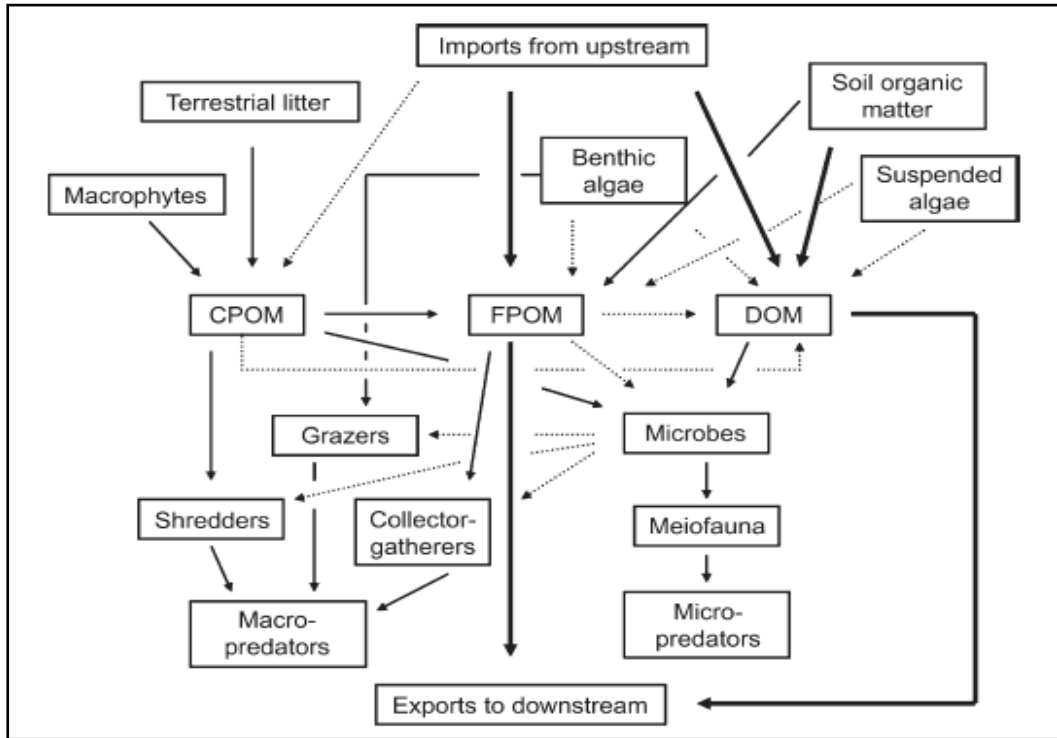 Imports from upstream
Terrestrial litter
Soil organic
matter
Benthic
algae
Macrophytes
Suspended
algae
CPOM
FPOM
DOM
Grazers
Microbes
Shredders
Collector-
gatherers
Meiofauna
Macro-
predators
Micro-
predators
Exports to downstream